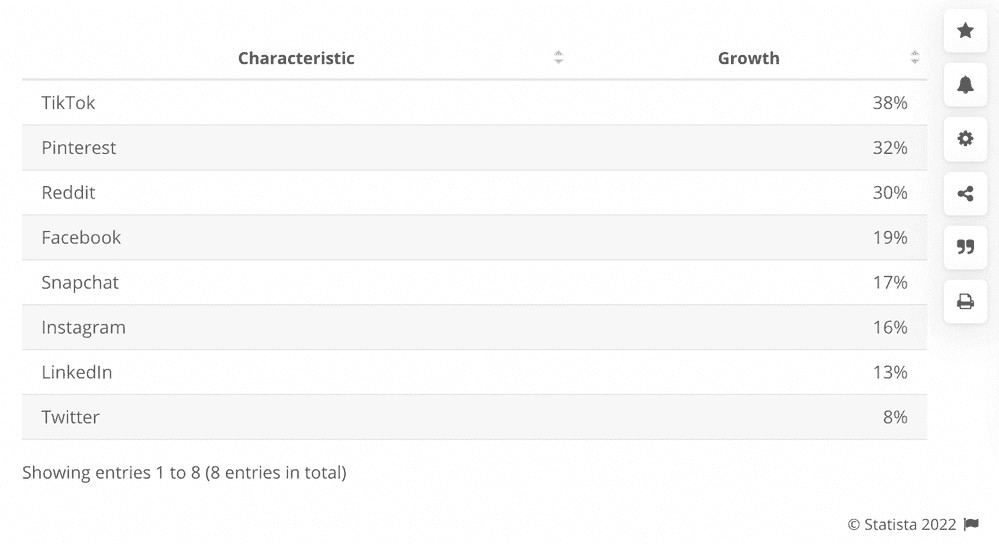 Characteristic Growth
TikTok 38%
Pinterest 32%
Reddit 30%
Facebook 19%
Snapchat 17%
Instagram 16%
LinkedIn 13%
Twitter 8%
Showing entries 1 to 8 (8 entries in total)
© Statista 2022